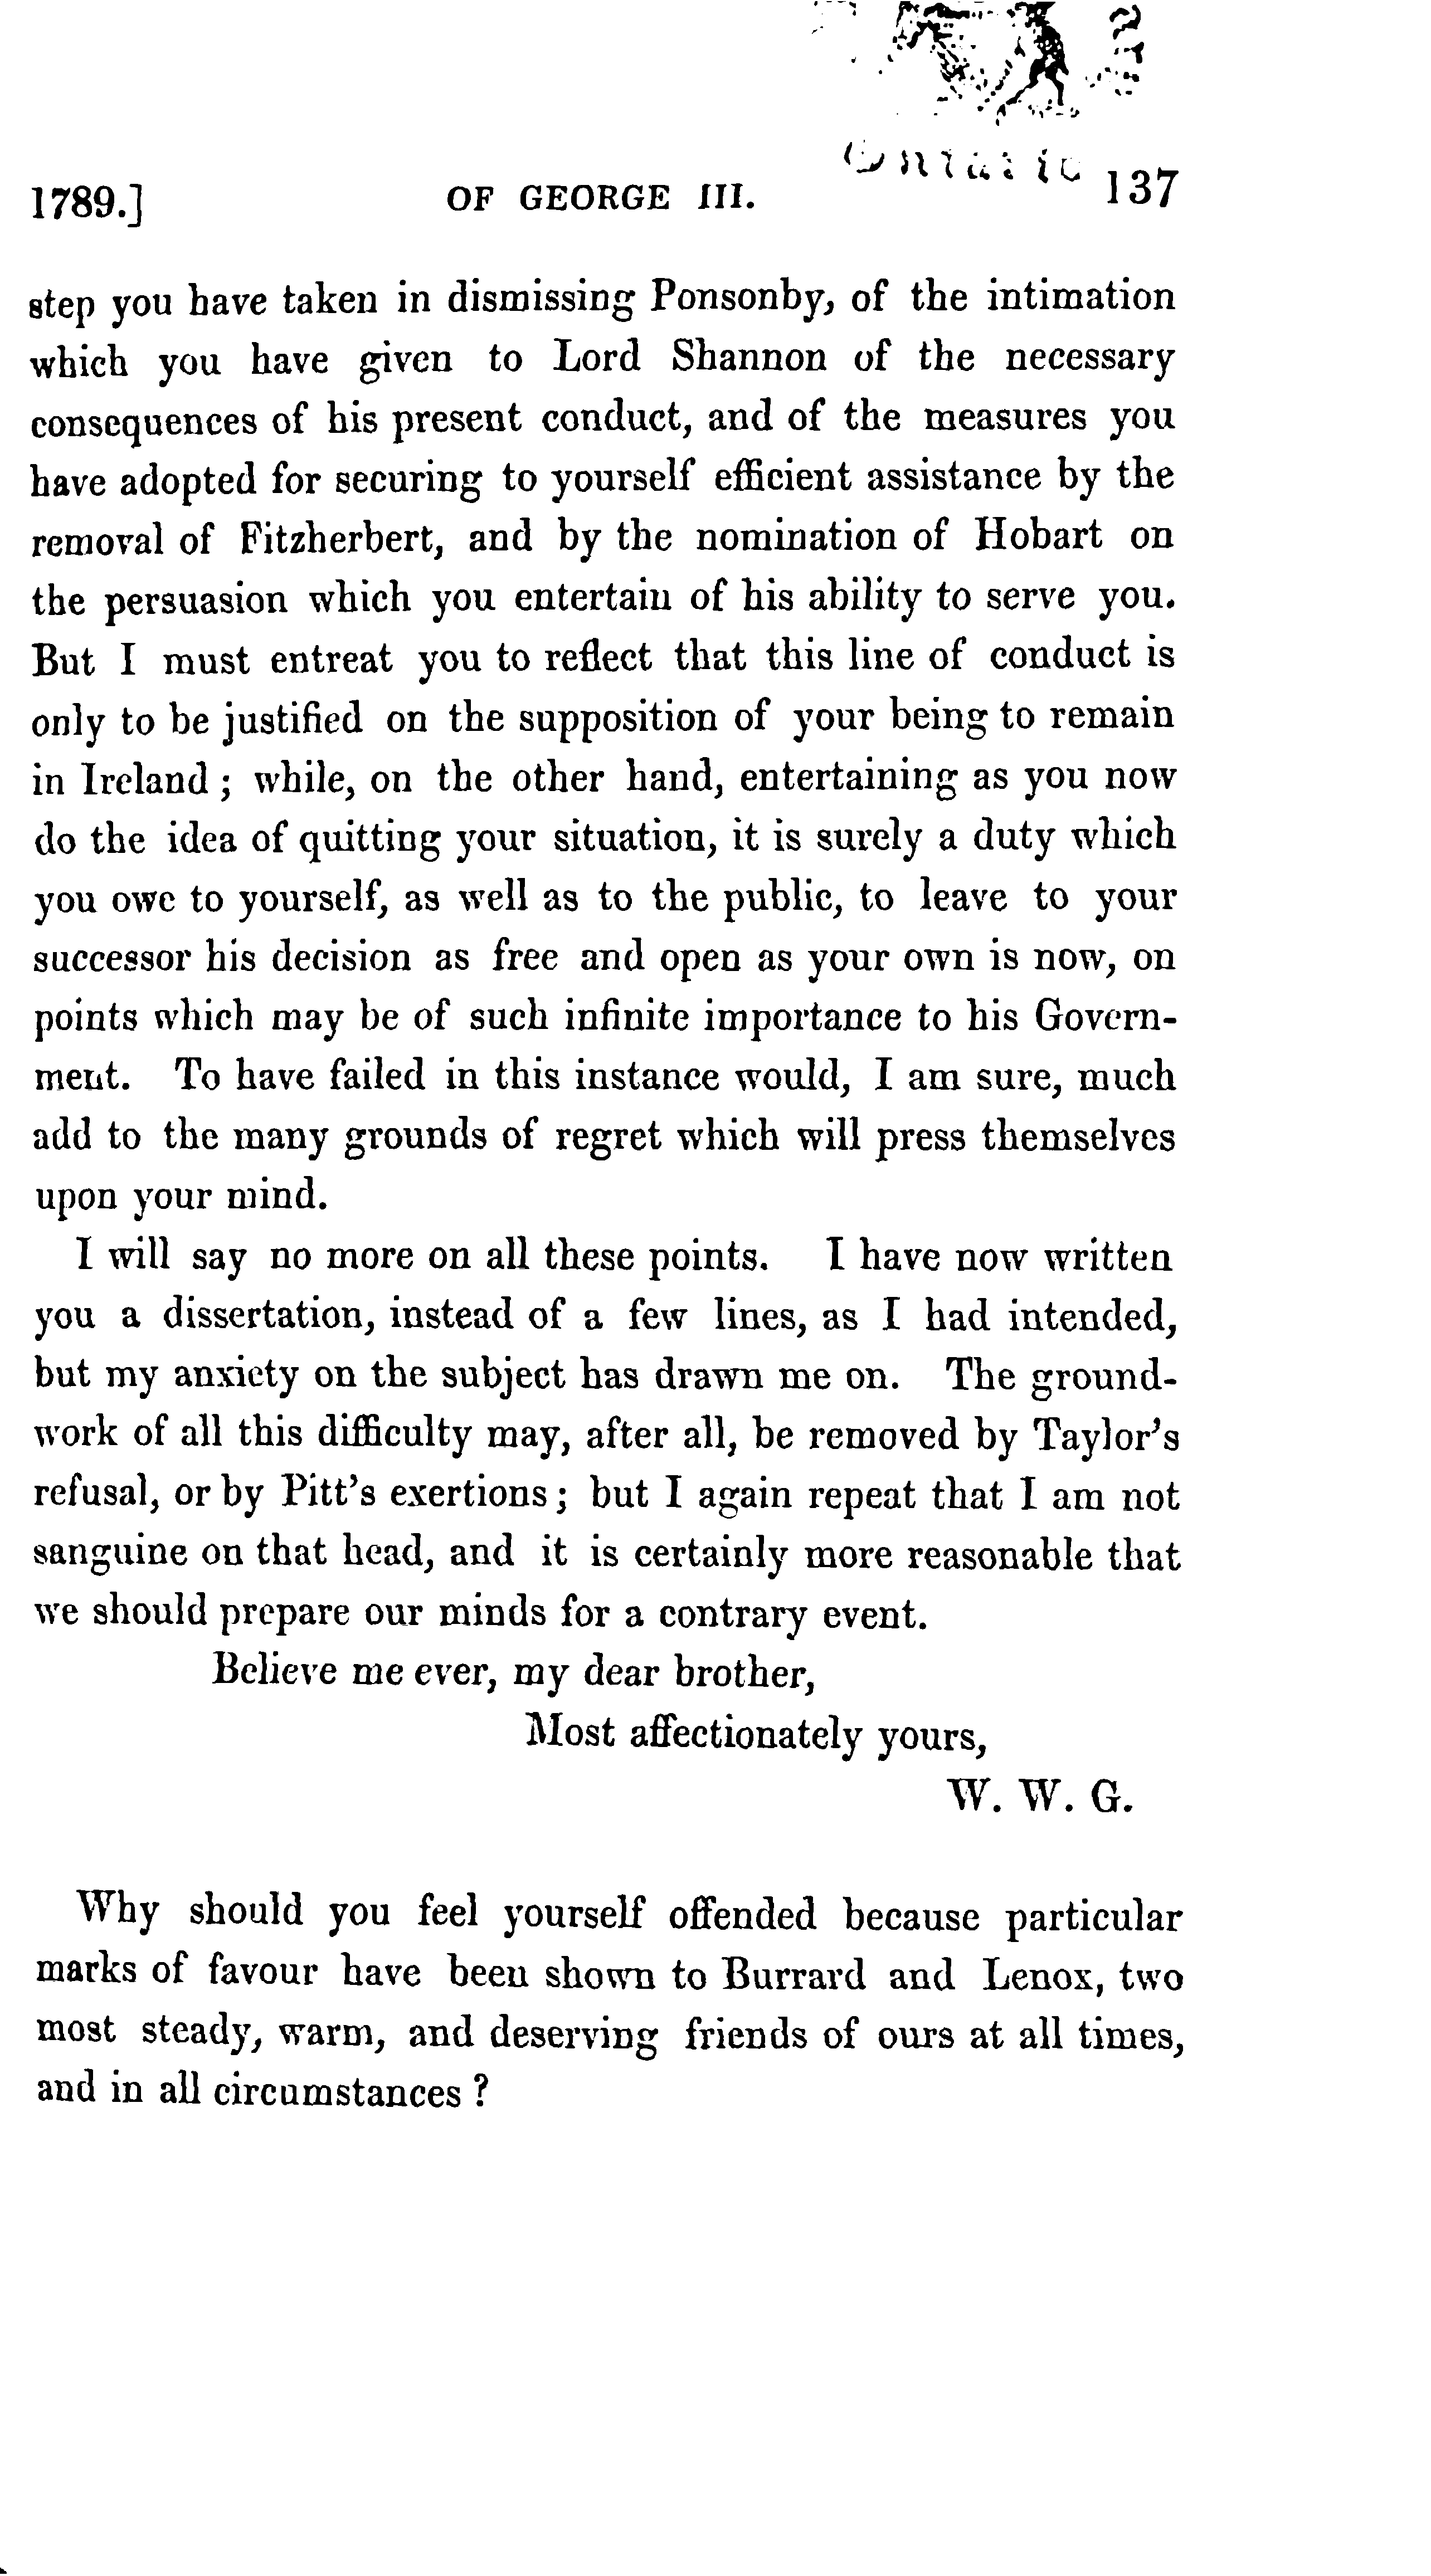 1789.] OF GEORGE III. 137
step you have taken in dismissing Ponsonby, of the intimation
which you have given to Lord Shannon of the necessary
consequences of his present conduct, and of the measures you
have adopted for securing to yourself efficient assistance by the
removal of Fitzherbert, and by the nomination of Hobart on
the persuasion which you entertain of his ability to serve you.
But I must entreat you to reflect that this line of conduct is
only to be justified on the supposition of your being to remain
in Ireland ; while, on the other hand, entertaining as you now
do the idea of quitting your situation, it is surely a duty which
you owe to yourself, as well as to the public, to leave to your
successor his decision as free and open as your own is now, on
points which may be of such infinite importance to his Govern-
ment. To have failed in this instance would, I am sure, much
add to the many grounds of regret which will press themselves
upon your mind.
I will say no more on all these points. I have now written
you a dissertation, instead of a few lines, as I had intended,
but my anxiety on the subject has drawn me on. The ground-
work of all this difficulty may, after all, be removed by Taylor's
refusal, or by Pitt's exertions ; but I again repeat that I am not
sanguine on that head, and it is certainly more reasonable that
we should prepare our minds for a contrary event.
Believe me ever, my dear brother,
Most affectionately yours,
W. W. G.
Why should you feel yourself offended because particular
marks of favour have been shown to Burrard and Lenox, two
most steady, warm, and deserving friends of ours at all times,
and in all circumstances ?